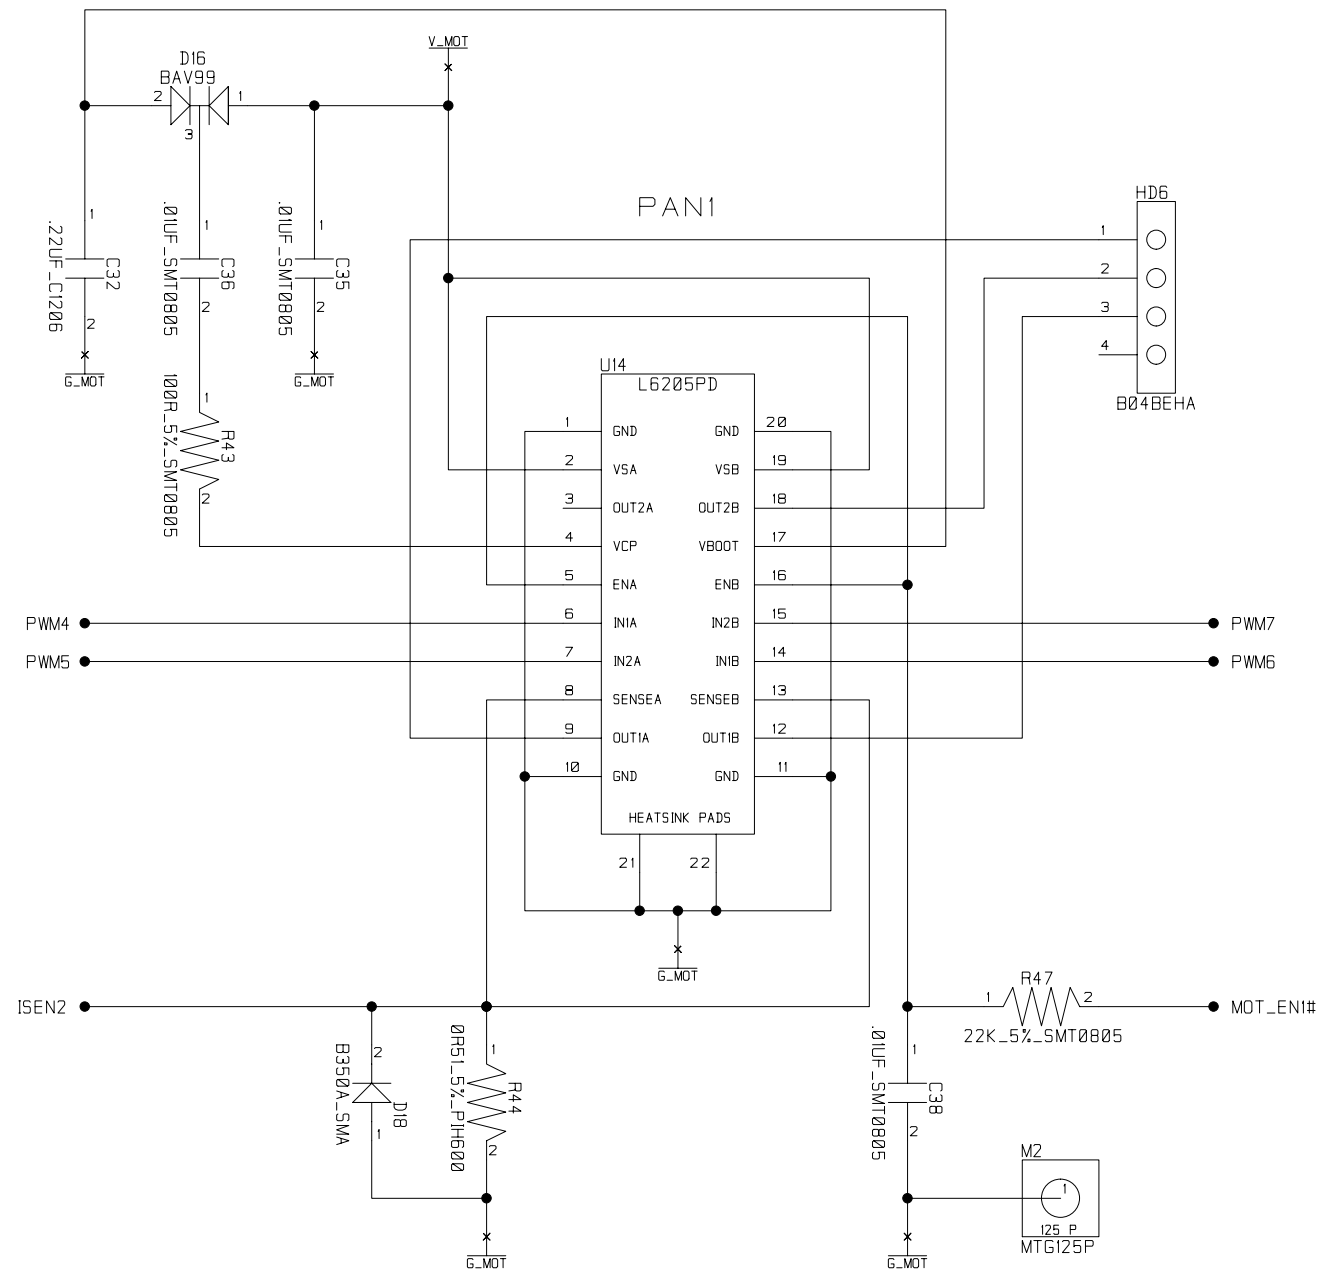 V_MOT
D16
BAV99
2
1
3
PAN1
HD6
1
2
3
4
B04BEHA
1
.22UF_C1206
C32
2
G_MOT
1
.01UF_SMT0805
C36
2
1
.01UF_SMT0805
C35
2
G_MOT
1
100R_5%_SMT0805
R43
2
U14
L6205PD
1 GND GND 20
2 VSA VSB 19
3 OUT2A OUT2B 18
4 VCP VBOOT 17
5 ENA ENB 16
PWM4 6 IN1A IN2B 15 PWM7
PWM5 7 IN2A IN1B 14 PWM6
8 SENSEA SENSEB 13
9 OUT1A OUT1B 12
10 GND GND 11
HEATSINK PADS
21 22
G_MOT
ISEN2
2
B350A_SMA
D18
1
1
0R51_5%_PIH600
R44
2
G_MOT
R47
1 2
22K_5%_SMT0805
MOT_EN1#
1
.01UF_SMT0805
C38
2
G_MOT
M2
1
125 P
MTG125P